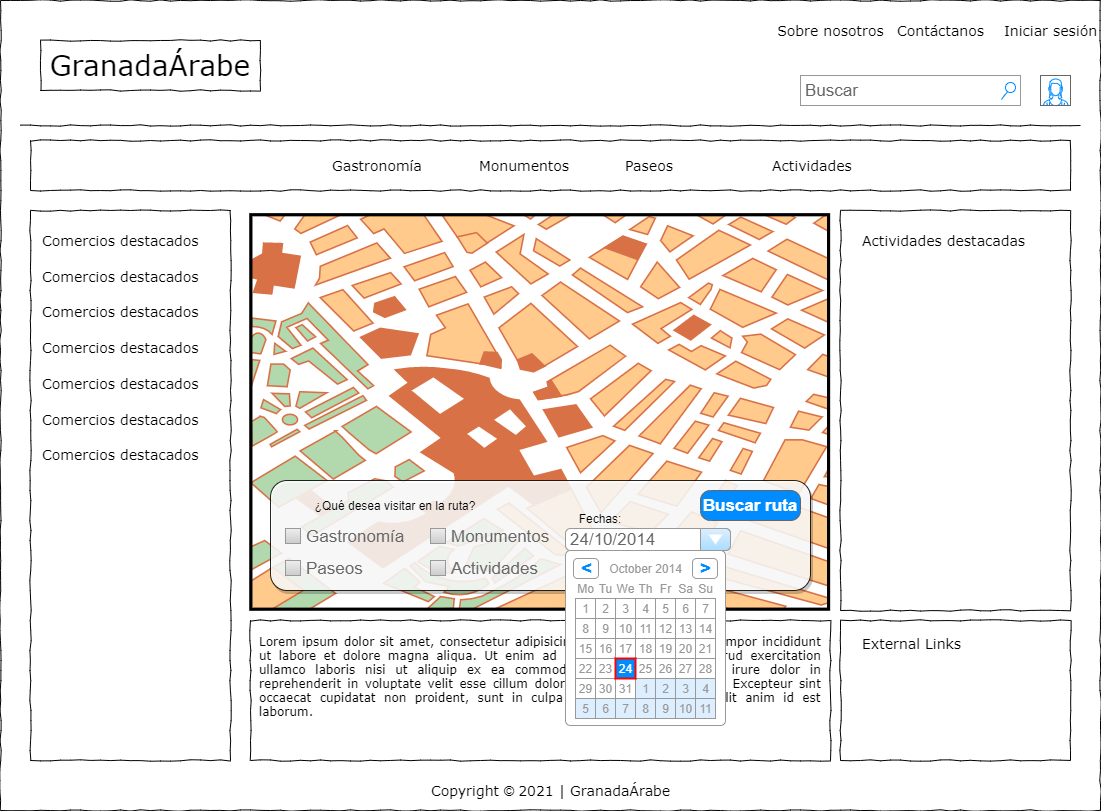 Sobre nosotros Contáctanos Iniciar sesión
GranadaÁrabe
Buscar
Gastronomía Monumentos Paseos Actividades
Comercios destacados
Comercios destacados
Comercios destacados
Comercios destacados
Comercios destacados
Comercios destacados
Comercios destacados
¿Qué desea visitar en la ruta?
Gastronomía Monumentos
Paseos Actividades
Fechas:
Buscar ruta
24/10/2014
< October 2014 >
Mo Tu We Th Fr Sa Su
1 2 3 4 5 6 7
8 9 10 11 12 13 14
15 16 17 18 19 20 21
22 23 24 25 26 27 28
29 30 31 1 2 3 4
5 6 7 8 9 10 11
Actividades destacadas
Lorem ipsum dolor sit amet, consectetur adipisicin mpor incididunt
ut labore et dolore magna aliqua. Ut enim ad rud exercitation
ullamco laboris nisi ut aliquip ex ea commod irure dolor in
reprehenderit in voluptate velit esse cillum dolor Excepteur sint
occaecat cupidatat non proident, sunt in culpa lit anim id est
laborum.
External Links
Copyright © 2021 | GranadaÁrabe